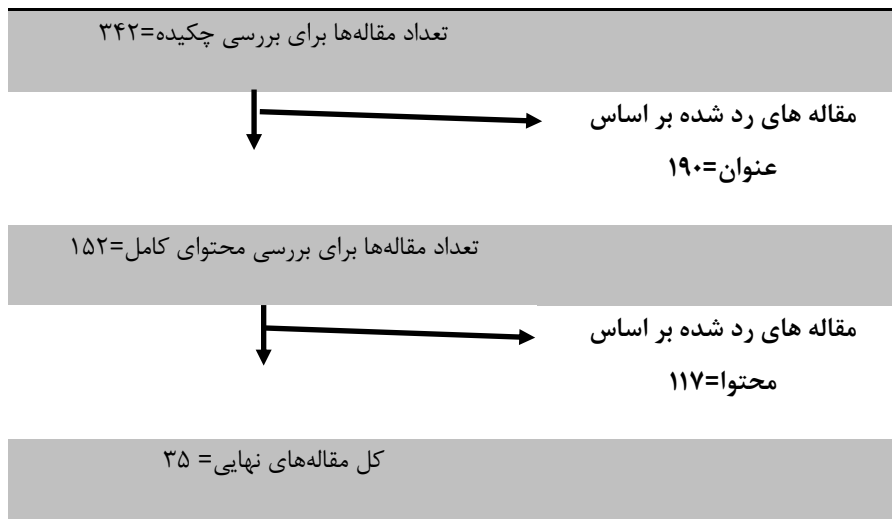 تعداد مقاله‌ها برای بررسی چکیده=۳۴۲
مقاله های رد شده بر اساس
عنوان=۱۹۰
تعداد مقاله‌ها برای بررسی محتوای کامل=۱۵۲
مقاله های رد شده بر اساس
محتوا=۱۱۷
کل مقاله‌های نهایی= ۳۵